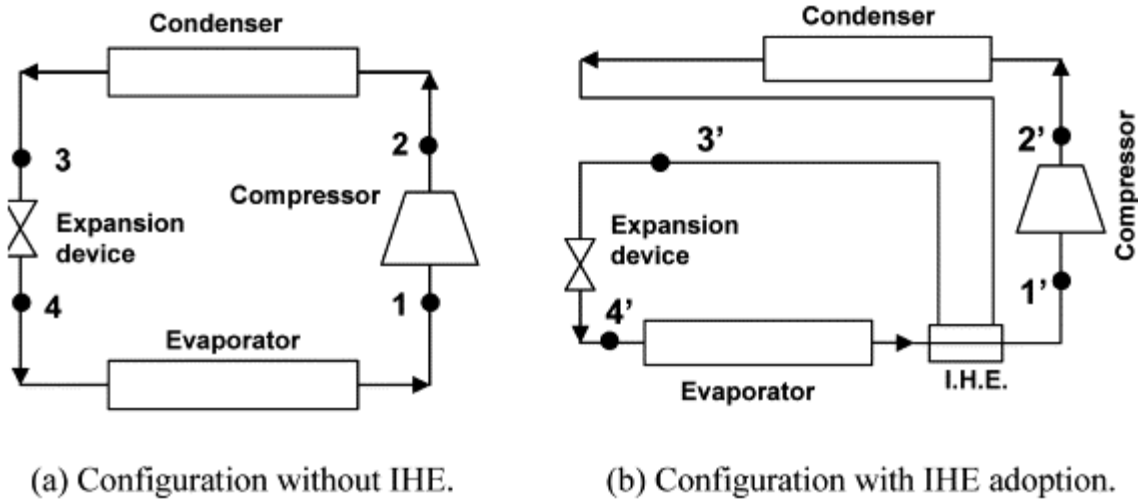 Condenser
3
2
Compressor
Expansion
device
4
1
Evaporator
(a) Configuration without IHE.
Condenser
3’
2’
Compressor
Expansion
device
4’
1’
Evaporator
I.H.E.
(b) Configuration with IHE adoption.